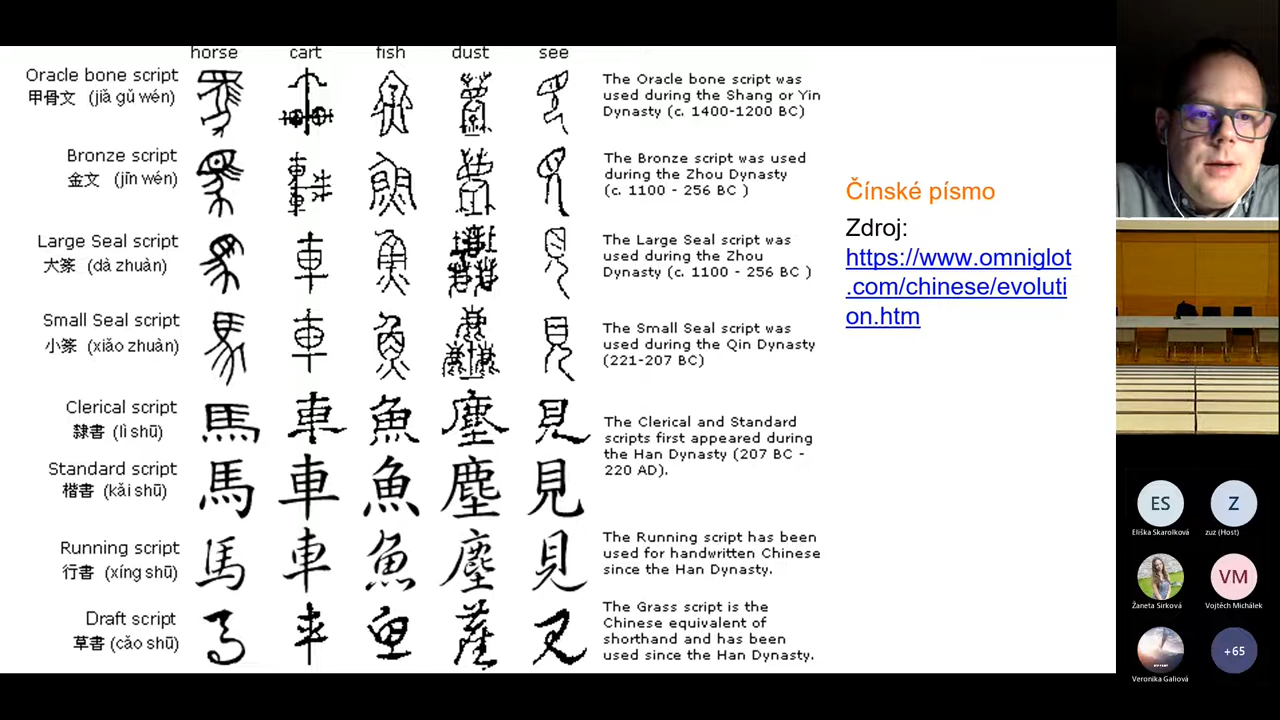 horse cart fish dust see
Oracle bone script
甲骨文 (jiǎ gǔ wén)
The Oracle bone script was
used during the Shang or Yin
Dynasty (c. 1400-1200 BC)
Bronze script
金文 (jīn wén)
The Bronze script was used
during the Zhou Dynasty
(c. 1100 - 256 BC )
Large Seal script
大篆 (dà zhuàn)
The Large Seal script was
used during the Zhou
Dynasty (c. 1100 - 256 BC )
Small Seal script
小篆 (xiǎo zhuàn)
The Small Seal script was
used during the Qin Dynasty
(221-207 BC)
Clerical script
隸書 (lì shū)
馬 車 魚 塵 見
Standard script
楷書 (kǎi shū)
馬 車 魚 塵 見
The Clerical and Standard
scripts first appeared during
the Han Dynasty (207 BC -
220 AD).
Running script
行書 (xíng shū)
馬 車 魚 塵 見
The Running script has been
used for handwritten Chinese
since the Han Dynasty.
Draft script
草書 (cǎo shū)
The Grass script is the
Chinese equivalent of
shorthand and has been
used since the Han Dynasty.
Čínské písmo
Zdroj:
https://www.omniglot
.com/chinese/evoluti
on.htm
ES
Z
Eliška Skarolková
zuz (Host)
VM
Žaneta Sirková
Vojtěch Michálek
+65
Veronika Galiová